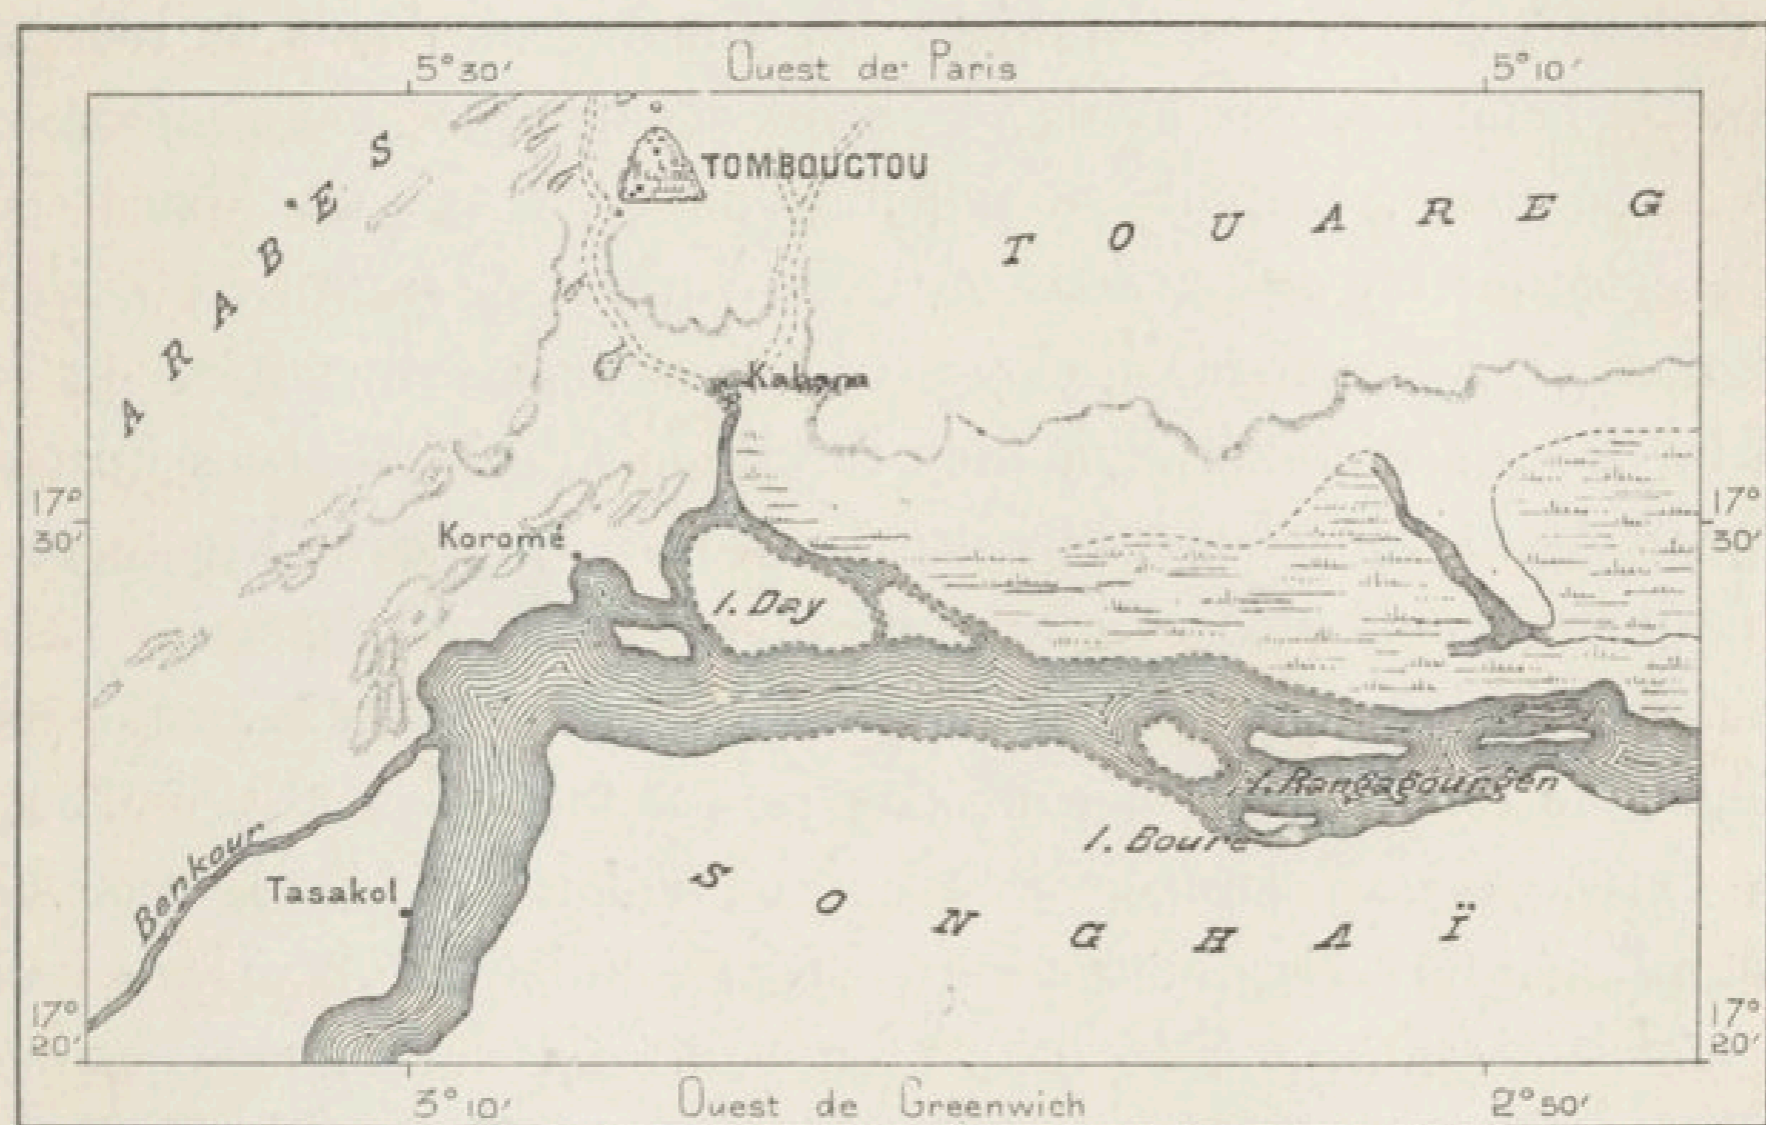 5° 30′ Ouest de Paris 5° 10′
ARABES
TOMBOUCTOU
TOUAREG
Kabara
17° 30′
17° 30′
Koromé
I. Day
I. Rangagoungén
I. Boure
Benkour
Tasakol
SONGHAÏ
17° 20′
17° 20′
3° 10′ Ouest de Greenwich 2° 50′